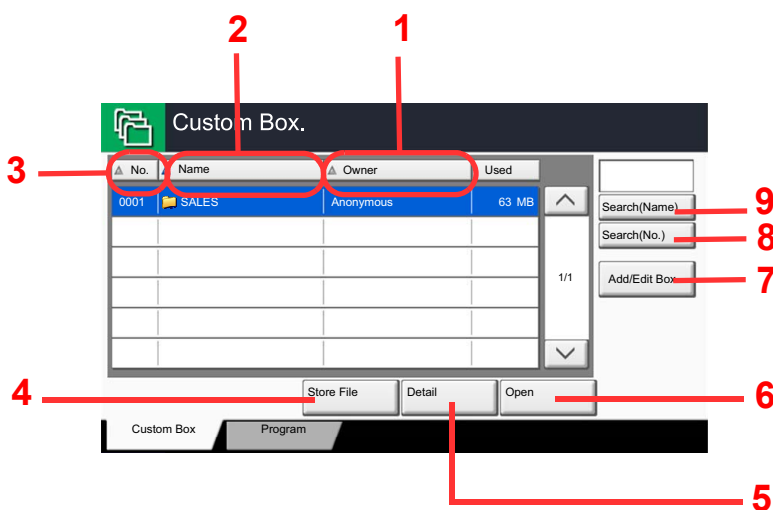 2 1
Custom Box.
3
No. Name Owner Used
0001 SALES Anonymous 63 MB
Search(Name) 9
Search(No.) 8
1/1 Add/Edit Box 7
4 Store File Detail Open 6
Custom Box Program
5